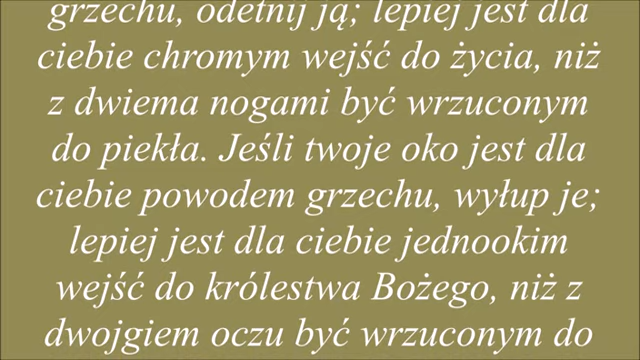 grzechu, odetnij ją; lepiej jest dla
ciebie chromym wejść do życia, niż
z dwiema nogami być wrzuconym
do piekła. Jeśli twoje oko jest dla
ciebie powodem grzechu, wyłup je;
lepiej jest dla ciebie jednookim
wejść do królestwa Bożego, niż z
dwojgiem oczu być wrzuconym do